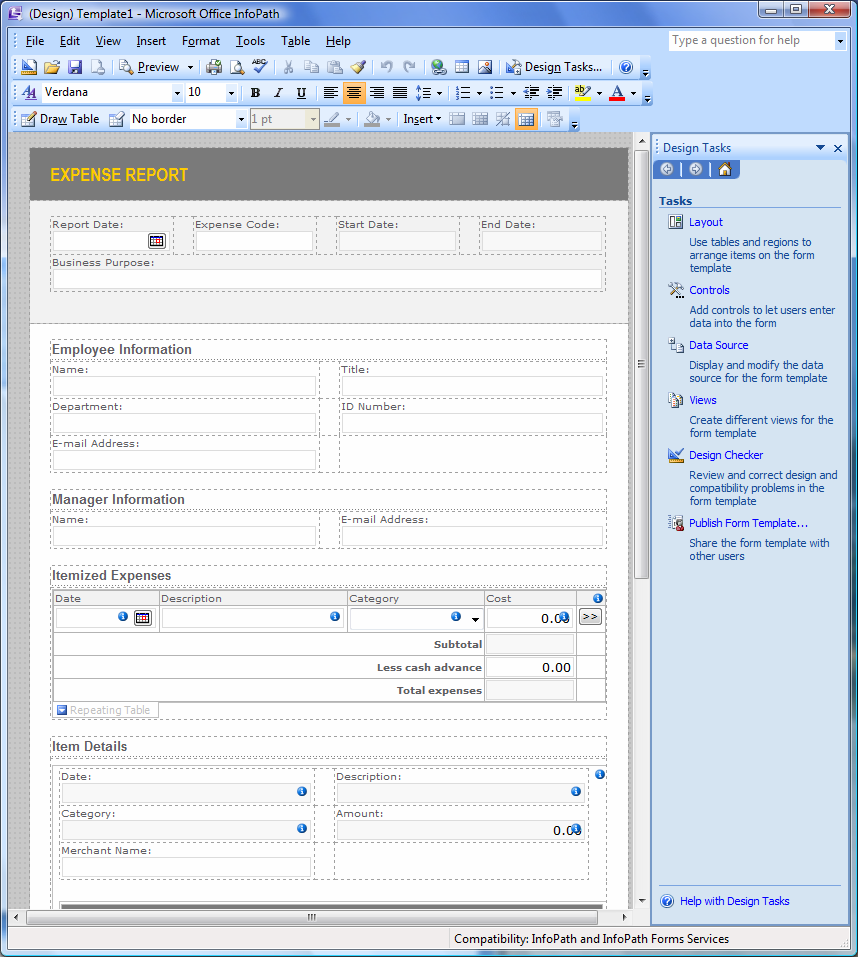 (Design) Template1 - Microsoft Office InfoPath
File Edit View Insert Format Tools Table Help
Type a question for help
Preview ABC Design Tasks...
Verdana 10 B I U ab A
Draw Table No border 1 pt Insert
EXPENSE REPORT
Report Date: Expense Code: Start Date: End Date:
Business Purpose:
Employee Information
Name: Title:
Department: ID Number:
E-mail Address:
Manager Information
Name: E-mail Address:
Itemized Expenses
Date Description Category Cost
0.00 >>
Subtotal
Less cash advance 0.00
Total expenses
Repeating Table
Item Details
Date: Description:
Category: Amount:
0.00
Merchant Name:
Design Tasks
Tasks
Layout
Use tables and regions to
arrange items on the form
template
Controls
Add controls to let users enter
data into the form
Data Source
Display and modify the data
source for the form template
Views
Create different views for the
form template
Design Checker
Review and correct design and
compatibility problems in the
form template
Publish Form Template...
Share the form template with
other users
Help with Design Tasks
Compatibility: InfoPath and InfoPath Forms Services